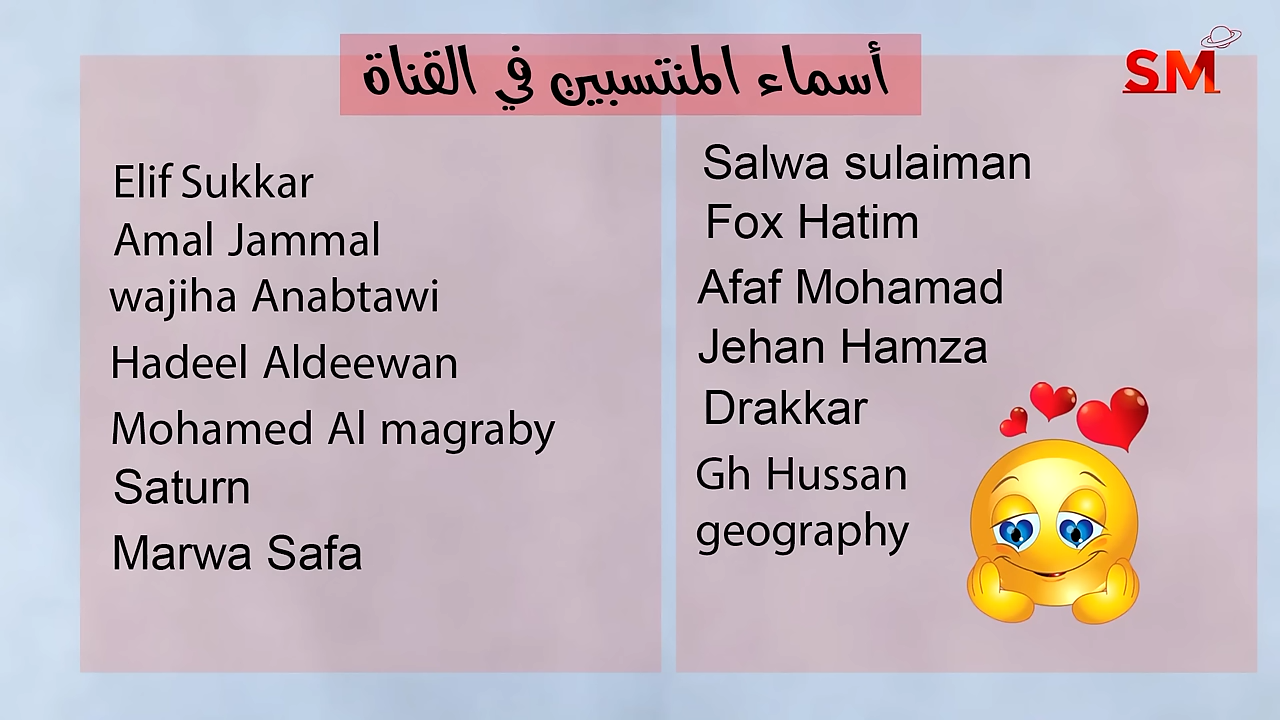 أسماء المنتسبين في القناة
SM
Elif Sukkar
Amal Jammal
wajiha Anabtawi
Hadeel Aldeewan
Mohamed Al magraby
Saturn
Marwa Safa
Salwa sulaiman
Fox Hatim
Afaf Mohamad
Jehan Hamza
Drakkar
Gh Hussan
geography